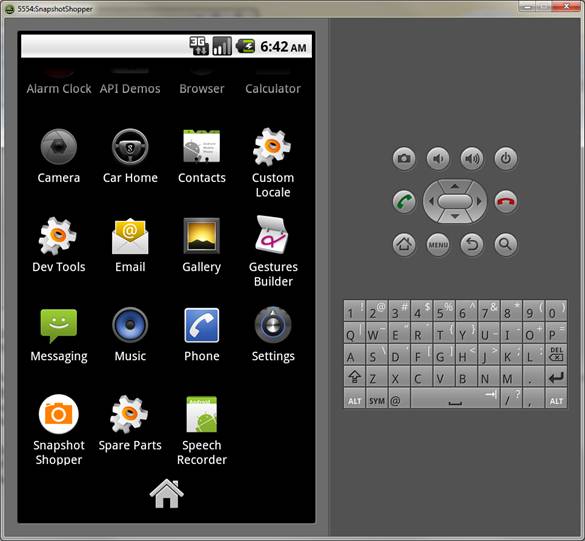 5554:SnapshotShopper
3G 6:42 AM
Alarm Clock API Demos Browser Calculator
Camera Car Home Contacts Custom Locale
Dev Tools Email Gallery Gestures Builder
Messaging Music Phone Settings
Snapshot Shopper Spare Parts Speech Recorder
MENU
1 ! 2 @ 3 # 4 $ 5 % 6 ^ 7 & 8 * 9 ( 0 )
Q | W ~ E " R ` T { Y } U _ I - O + P =
A S \ D F [ G ] H < J > K ; L : DEL
Z X C V B N M .
ALT SYM @ / ? , ALT